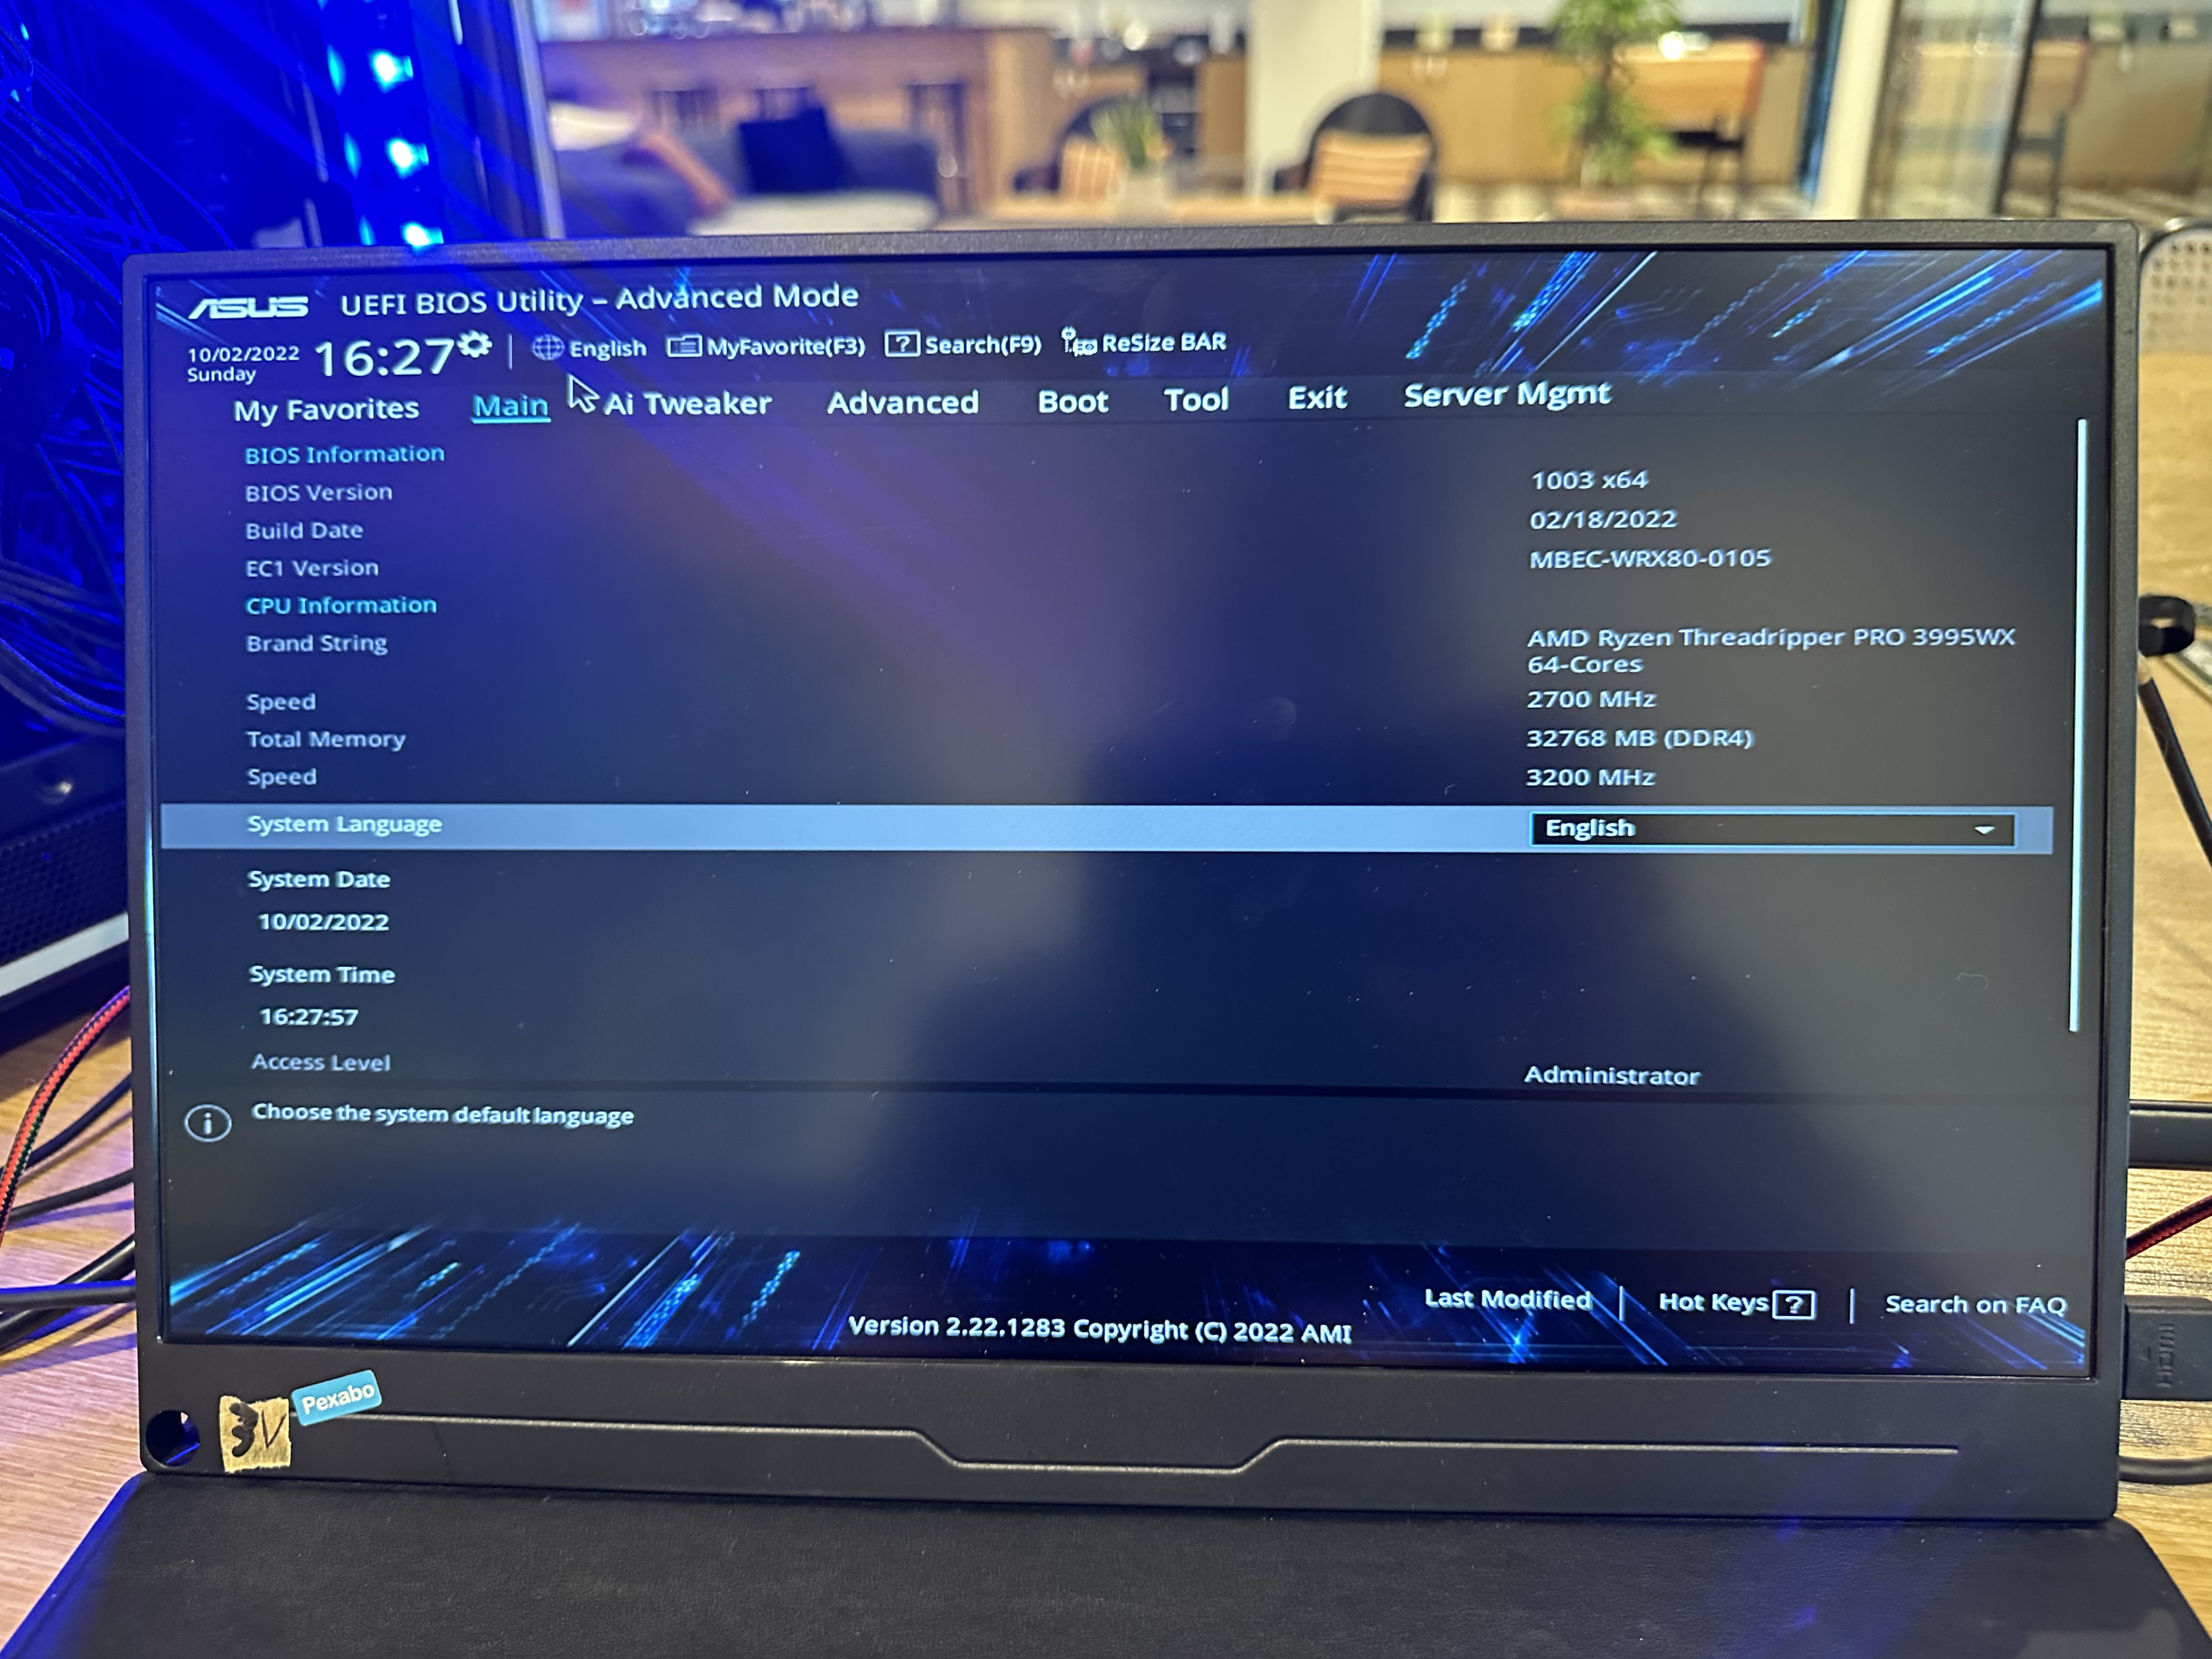 ASUS UEFI BIOS Utility – Advanced Mode
10/02/2022
Sunday
16:27
English MyFavorite(F3) ? Search(F9) ReSize BAR
My Favorites Main Ai Tweaker Advanced Boot Tool Exit Server Mgmt
BIOS Information
BIOS Version 1003 x64
Build Date 02/18/2022
EC1 Version MBEC-WRX80-0105
CPU Information
Brand String AMD Ryzen Threadripper PRO 3995WX
64-Cores
Speed 2700 MHz
Total Memory 32768 MB (DDR4)
Speed 3200 MHz
System Language English
System Date
10/02/2022
System Time
16:27:57
Access Level Administrator
i Choose the system default language
Last Modified Hot Keys ? Search on FAQ
Version 2.22.1283 Copyright (C) 2022 AMI
Pexabo
HDMI